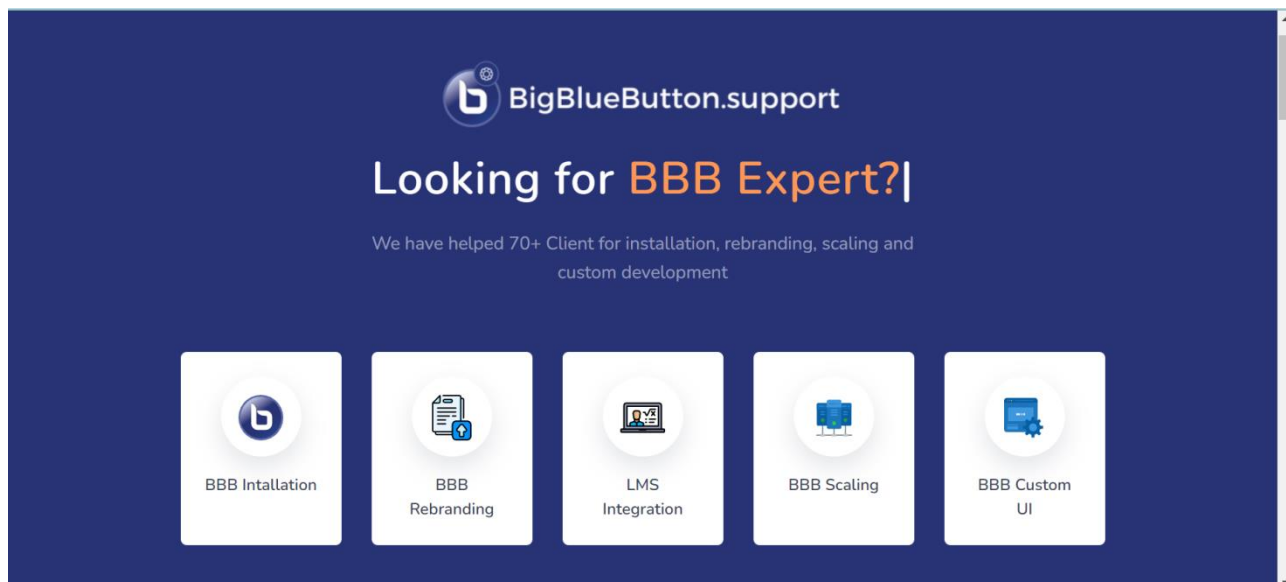 BigBlueButton.support
Looking for BBB Expert?|
We have helped 70+ Client for installation, rebranding, scaling and
custom development
BBB Intallation
BBB
Rebranding
LMS
Integration
BBB Scaling
BBB Custom
UI